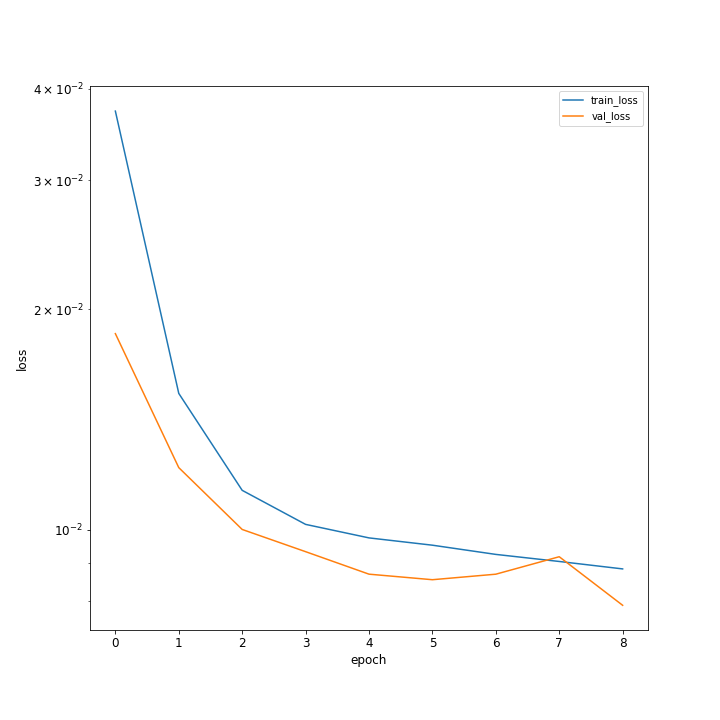 4 × 10⁻²
3 × 10⁻²
2 × 10⁻²
10⁻²
loss
train_loss
val_loss
0 1 2 3 4 5 6 7 8
epoch